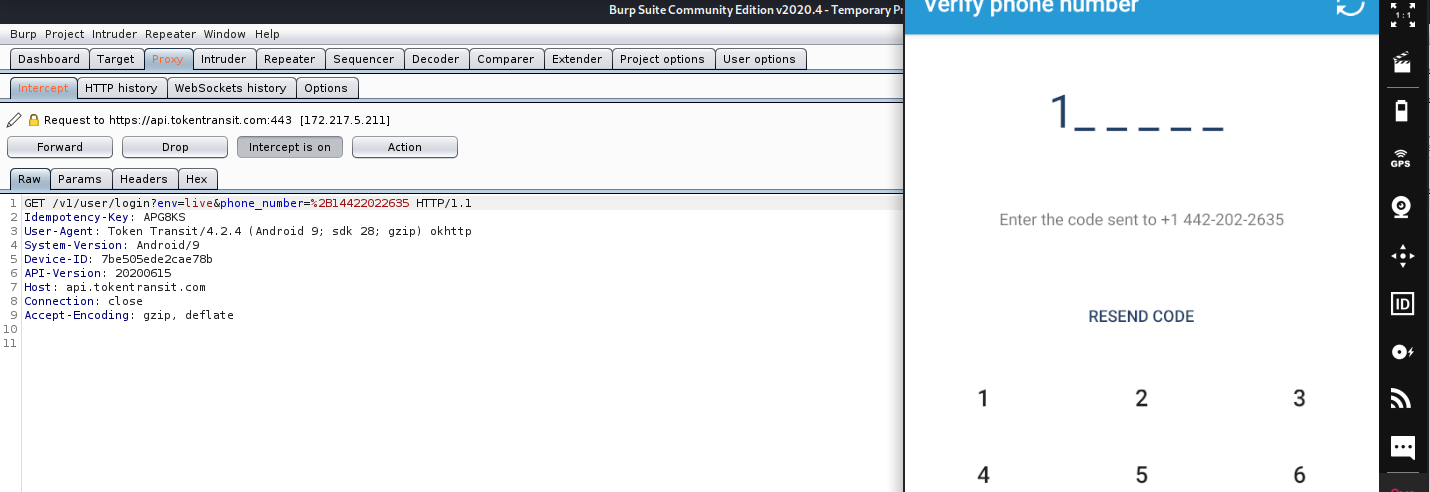 Burp Suite Community Edition v2020.4 - Temporary Pr
Burp Project Intruder Repeater Window Help
Dashboard Target Proxy Intruder Repeater Sequencer Decoder Comparer Extender Project options User options
Intercept HTTP history WebSockets history Options
Request to https://api.tokentransit.com:443 [172.217.5.211]
Forward Drop Intercept is on Action
Raw Params Headers Hex
1 GET /v1/user/login?env=live&phone_number=%2B14422022635 HTTP/1.1
2 Idempotency-Key: APG8KS
3 User-Agent: Token Transit/4.2.4 (Android 9; sdk 28; gzip) okhttp
4 System-Version: Android/9
5 Device-ID: 7be505ede2cae78b
6 API-Version: 20200615
7 Host: api.tokentransit.com
8 Connection: close
9 Accept-Encoding: gzip, deflate
10
11
Verify phone number
1_ _ _ _ _
Enter the code sent to +1 442-202-2635
RESEND CODE
1 2 3
4 5 6
1:1
GPS
ID